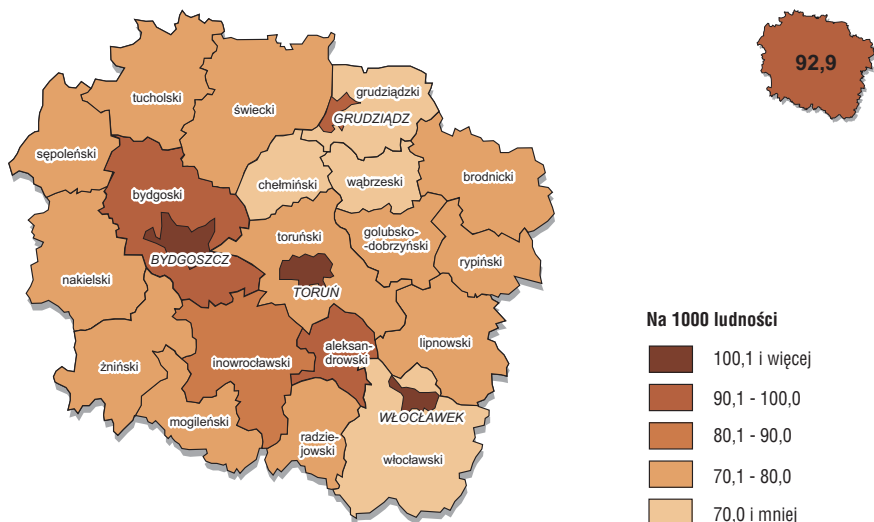 92,9
tucholski
świecki
grudziądzki
GRUDZIĄDZ
sępoleński
bydgoski
chełmiński
wąbrzeski
brodnicki
toruński
golubsko-
-dobrzyński
BYDGOSZCZ
rypiński
nakielski
TORUŃ
żniński
inowrocławski
aleksan-
drowski
lipnowski
mogileński
WŁOCŁAWEK
radzie-
jowski
włocławski
Na 1000 ludności
100,1 i więcej
90,1 - 100,0
80,1 - 90,0
70,1 - 80,0
70,0 i mniej